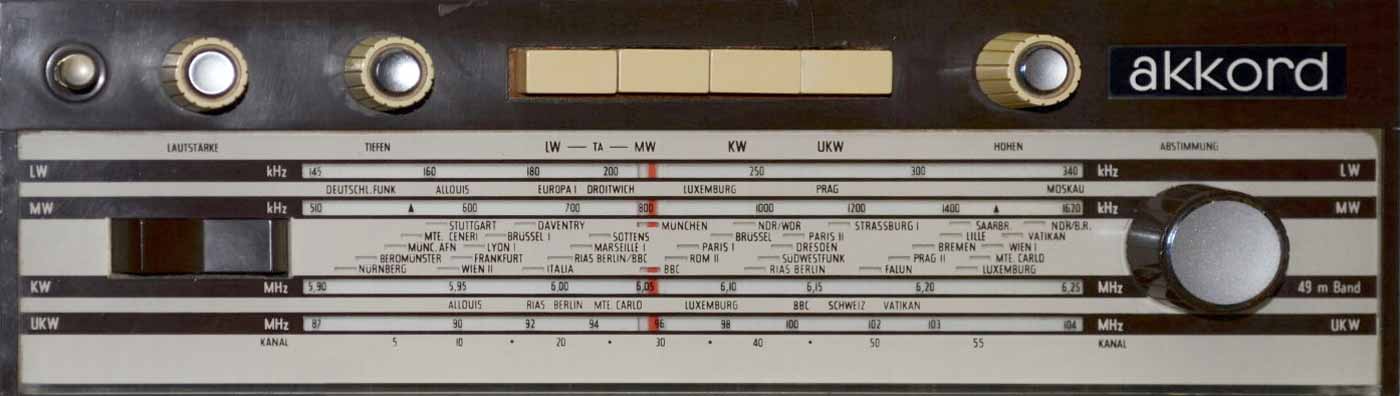 akkord
LAUTSTÄRKE TIEFEN LW — TA — MW KW UKW HÖHEN ABSTIMMUNG
LW kHz 145 160 180 200 250 300 340 kHz LW
DEUTSCHL.FUNK ALLOUIS EUROPA I DROITWICH LUXEMBURG PRAG MOSKAU
MW kHz 510 600 700 800 1000 1200 1400 1620 kHz MW
STUTTGART DAVENTRY MÜNCHEN NDR/WDR STRASSBURG I SAARBR. NDR/B.R.
MTE. CENERI BRÜSSEL I SOTTENS BRÜSSEL PARIS II LILLE VATIKAN
MÜNC. AFN LYON I MARSEILLE I PARIS I DRESDEN BREMEN WIEN I
BEROMÜNSTER FRANKFURT RIAS BERLIN/BBC ROM II SÜDWESTFUNK PRAG II MTE. CARLO
NÜRNBERG WIEN II ITALIA BBC RIAS BERLIN FALUN LUXEMBURG
KW MHz 5,90 5,95 6,00 6,05 6,10 6,15 6,20 6,25 MHz 49 m Band
ALLOUIS RIAS BERLIN MTE. CARLO LUXEMBURG BBC SCHWEIZ VATIKAN
UKW MHz 87 90 92 94 96 98 100 102 103 104 MHz UKW
KANAL 5 10 • 20 • 30 • 40 • 50 55 KANAL